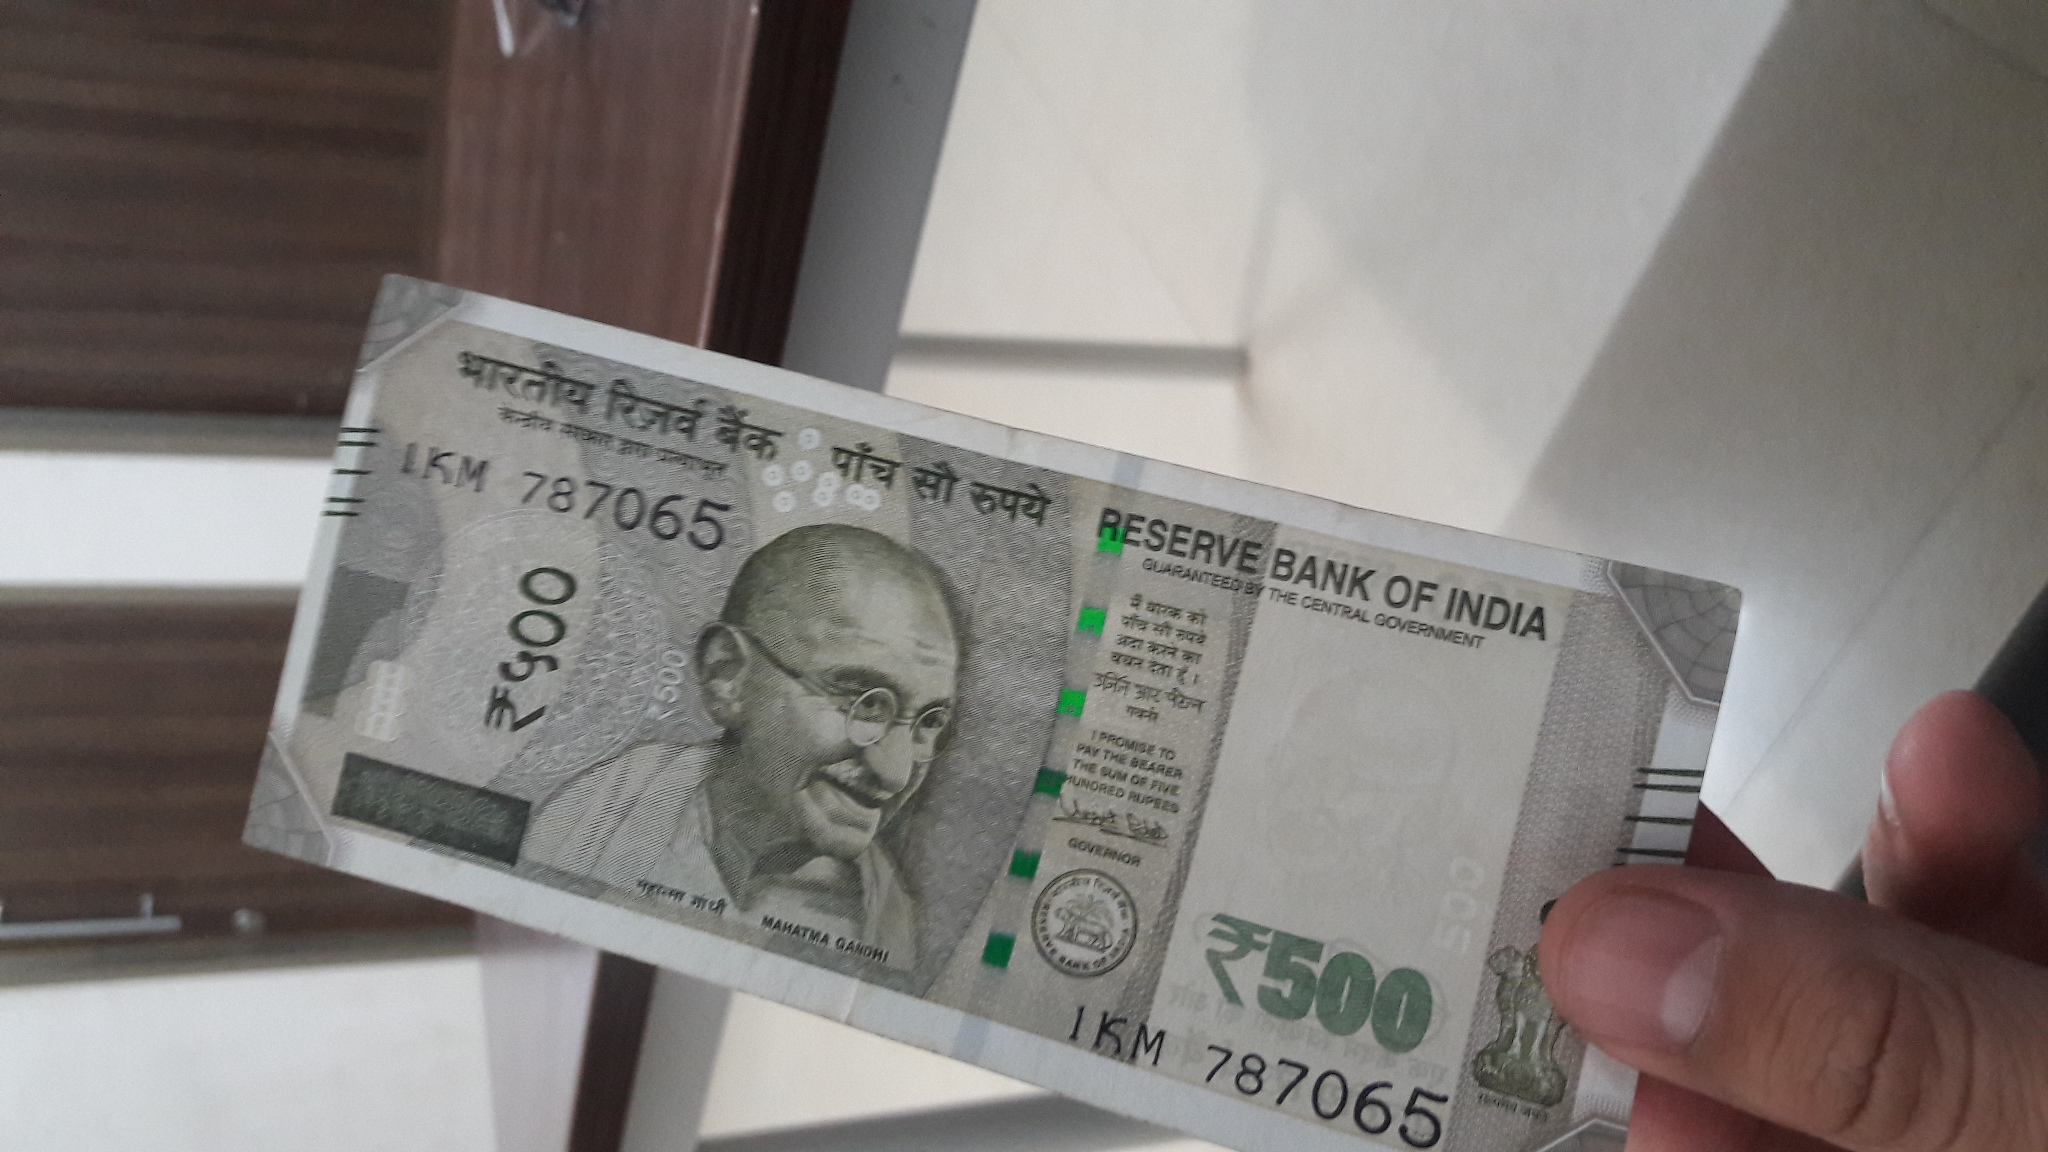 भारतीय रिज़र्व बैंक
पाँच सौ रुपये
RESERVE BANK OF INDIA
GUARANTEED BY THE CENTRAL GOVERNMENT
1KM 787065
₹५00
₹500
महात्मा गांधी
MAHATMA GANDHI
मैं धारक को
पाँच सौ रुपये
अदा करने का
वचन देता हूँ ।
I PROMISE TO
PAY THE BEARER
THE SUM OF FIVE
HUNDRED RUPEES
GOVERNOR
₹500
500
1KM 787065